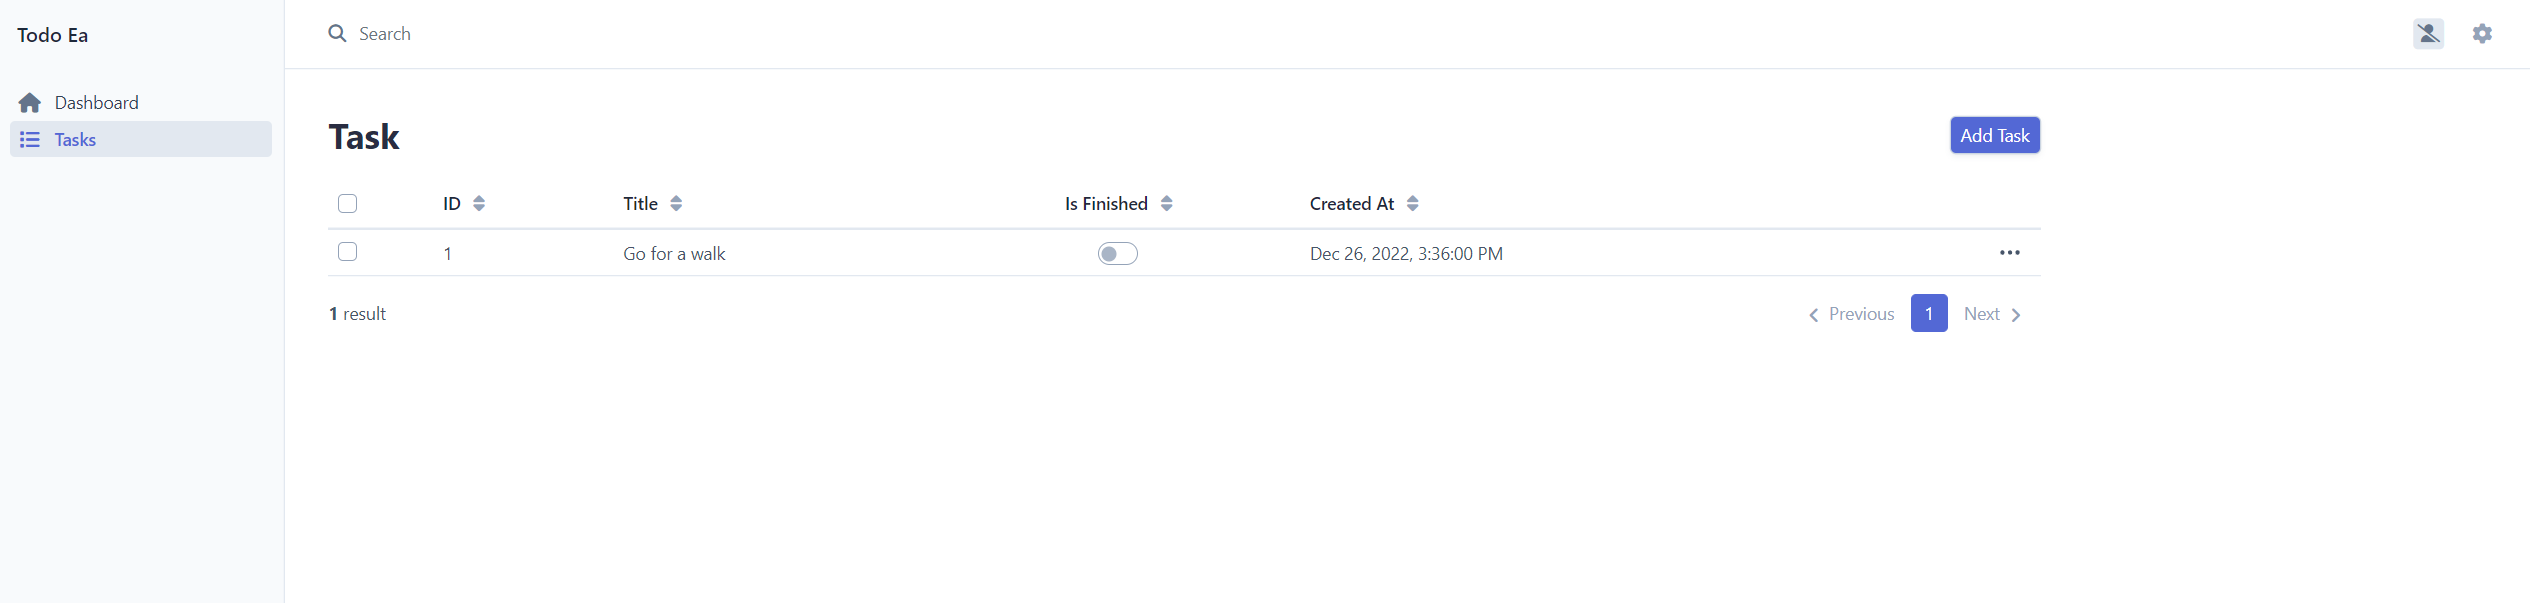 Todo Ea
Search
Dashboard
Tasks
Task
Add Task
ID Title Is Finished Created At
1 Go for a walk Dec 26, 2022, 3:36:00 PM
1 result
Previous 1 Next